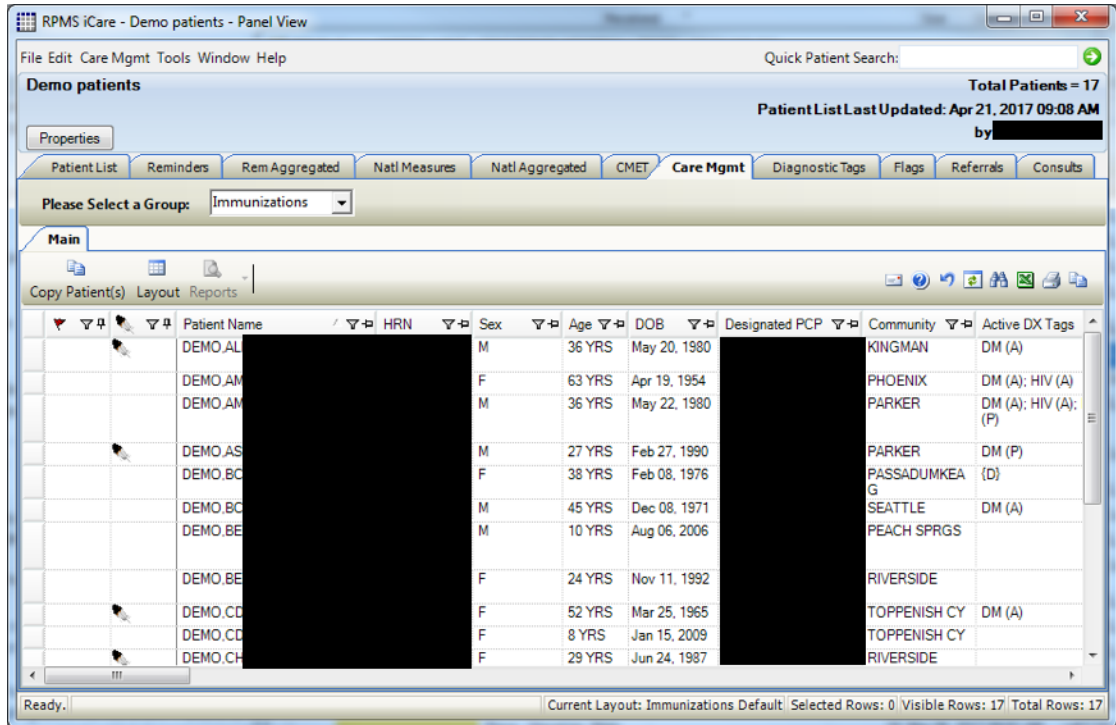 RPMS iCare - Demo patients - Panel View
File Edit Care Mgmt Tools Window Help Quick Patient Search:
Demo patients Total Patients = 17
Patient List Last Updated: Apr 21, 2017 09:08 AM
Properties by
Patient List Reminders Rem Aggregated Natl Measures Natl Aggregated CMET Care Mgmt Diagnostic Tags Flags Referrals Consults
Please Select a Group: Immunizations
Main
Copy Patient(s) Layout Reports
Patient Name HRN Sex Age DOB Designated PCP Community Active DX Tags
DEMO,AL M 36 YRS May 20, 1980 KINGMAN DM (A)
DEMO,AM F 63 YRS Apr 19, 1954 PHOENIX DM (A); HIV (A)
DEMO,AM M 36 YRS May 22, 1980 PARKER DM (A); HIV (A);
(P)
DEMO,AS M 27 YRS Feb 27, 1990 PARKER DM (P)
DEMO,BC F 38 YRS Feb 08, 1976 PASSADUMKEA {D}
G
DEMO,BC M 45 YRS Dec 08, 1971 SEATTLE DM (A)
DEMO,BE M 10 YRS Aug 06, 2006 PEACH SPRGS
DEMO,BE F 24 YRS Nov 11, 1992 RIVERSIDE
DEMO,CD F 52 YRS Mar 25, 1965 TOPPENISH CY DM (A)
DEMO,CD F 8 YRS Jan 15, 2009 TOPPENISH CY
DEMO,CH F 29 YRS Jun 24, 1987 RIVERSIDE
Ready. Current Layout: Immunizations Default Selected Rows: 0 Visible Rows: 17 Total Rows: 17